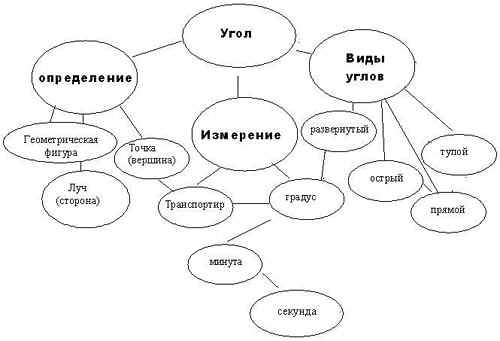 Угол
Виды
углов
определение
Измерение
развернутый
Геометрическая
фигура
Точка
(вершина)
тупой
острый
Луч
(сторона)
Транспортир
градус
прямой
минута
секунда